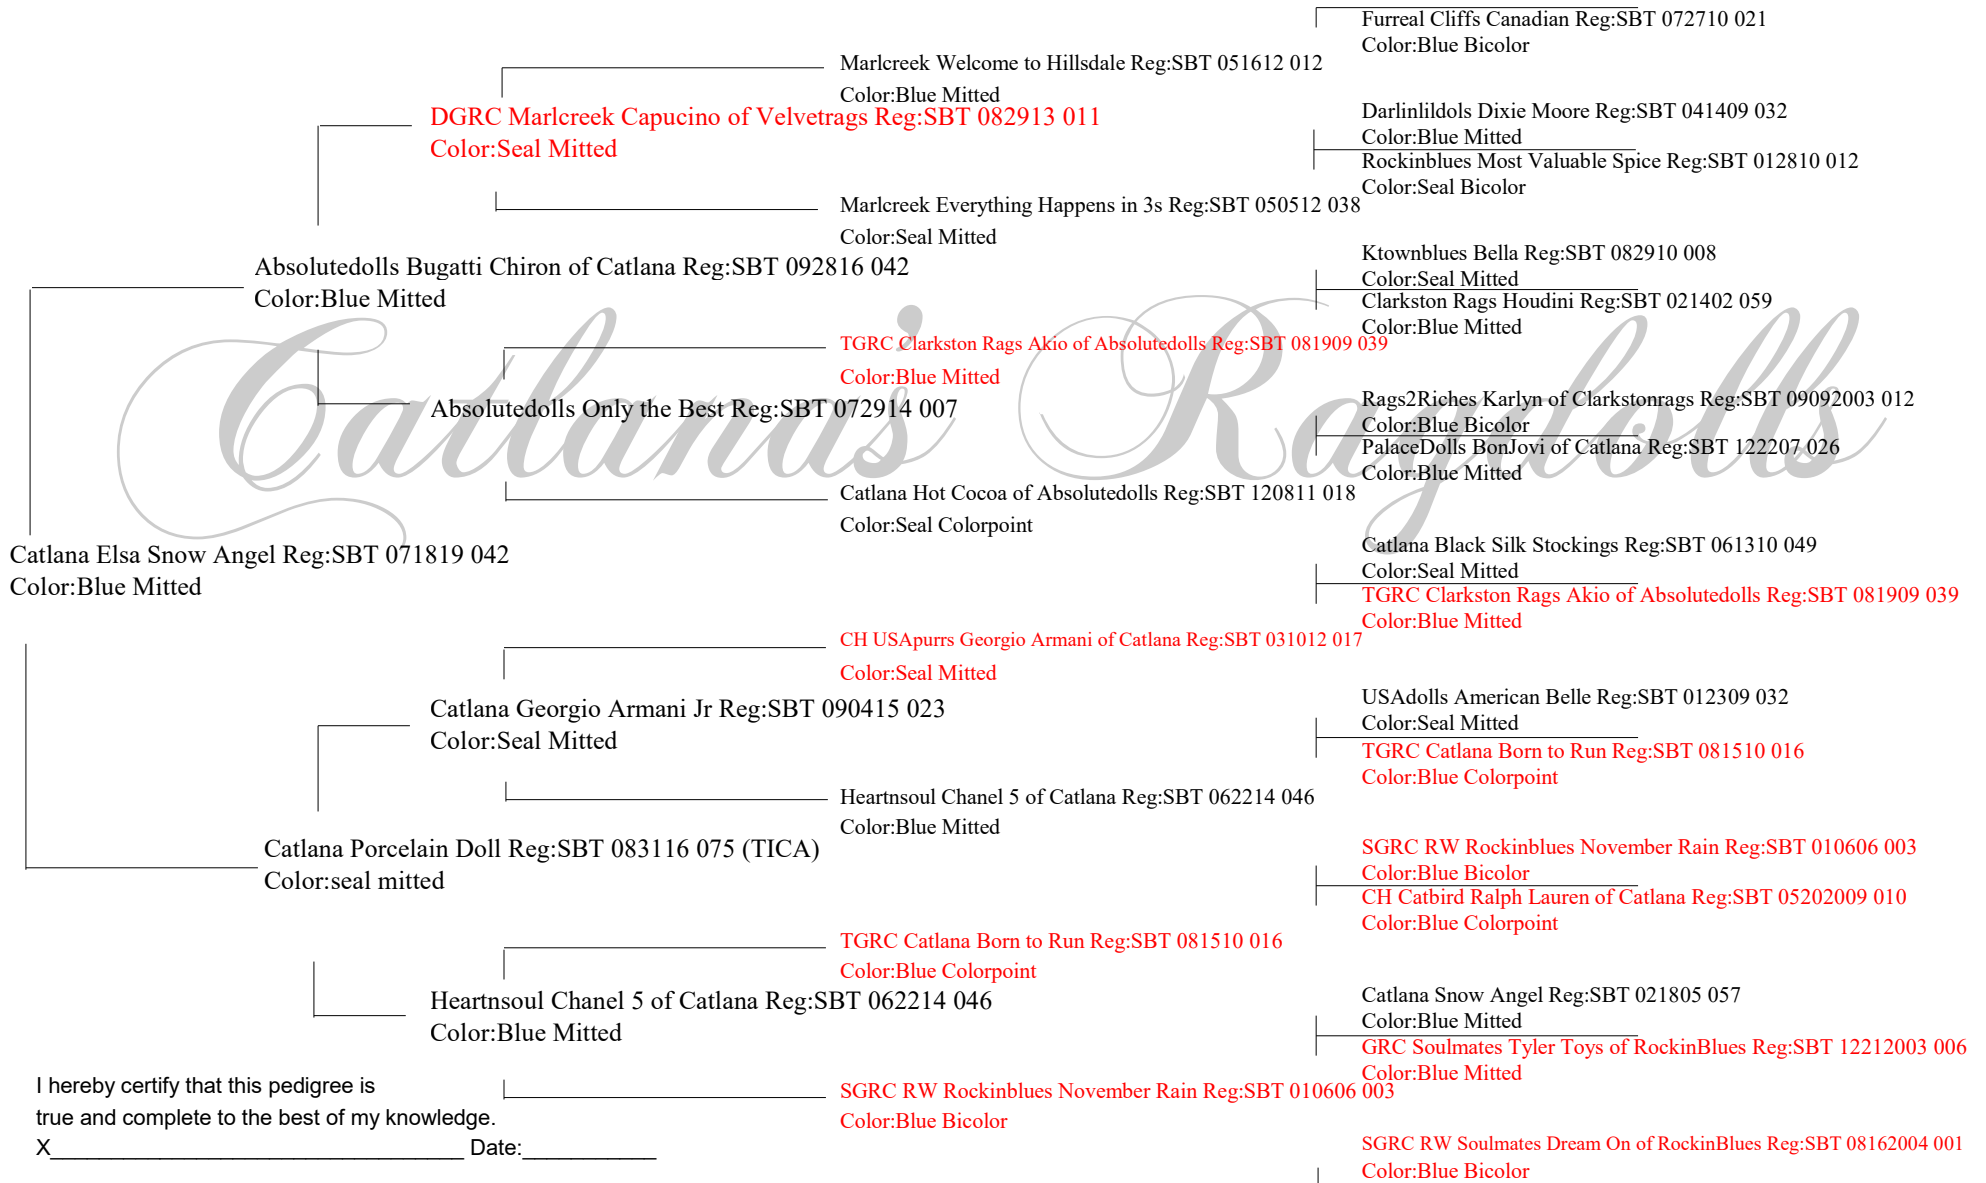 Furreal Cliffs Canadian Reg:SBT 072710 021
Color:Blue Bicolor
Marlcreek Welcome to Hillsdale Reg:SBT 051612 012
Color:Blue Mitted
DGRC Marlcreek Capucino of Velvetrags Reg:SBT 082913 011
Color:Seal Mitted
Darlinlildols Dixie Moore Reg:SBT 041409 032
Color:Blue Mitted
Rockinblues Most Valuable Spice Reg:SBT 012810 012
Color:Seal Bicolor
Marlcreek Everything Happens in 3s Reg:SBT 050512 038
Color:Seal Mitted
Absolutedolls Bugatti Chiron of Catlana Reg:SBT 092816 042
Color:Blue Mitted
Ktownblues Bella Reg:SBT 082910 008
Color:Seal Mitted
Clarkston Rags Houdini Reg:SBT 021402 059
Color:Blue Mitted
TGRC Clarkston Rags Akio of Absolutedolls Reg:SBT 081909 039
Color:Blue Mitted
Absolutedolls Only the Best Reg:SBT 072914 007
Catlanas' Ragdolls
Rags2Riches Karlyn of Clarkstonrags Reg:SBT 09092003 012
Color:Blue Bicolor
PalaceDolls BonJovi of Catlana Reg:SBT 122207 026
Color:Blue Mitted
Catlana Hot Cocoa of Absolutedolls Reg:SBT 120811 018
Color:Seal Colorpoint
Catlana Elsa Snow Angel Reg:SBT 071819 042
Color:Blue Mitted
Catlana Black Silk Stockings Reg:SBT 061310 049
Color:Seal Mitted
TGRC Clarkston Rags Akio of Absolutedolls Reg:SBT 081909 039
Color:Blue Mitted
CH USApurrs Georgio Armani of Catlana Reg:SBT 031012 017
Color:Seal Mitted
Catlana Georgio Armani Jr Reg:SBT 090415 023
Color:Seal Mitted
USAdolls American Belle Reg:SBT 012309 032
Color:Seal Mitted
TGRC Catlana Born to Run Reg:SBT 081510 016
Color:Blue Colorpoint
Heartnsoul Chanel 5 of Catlana Reg:SBT 062214 046
Color:Blue Mitted
Catlana Porcelain Doll Reg:SBT 083116 075 (TICA)
Color:seal mitted
SGRC RW Rockinblues November Rain Reg:SBT 010606 003
Color:Blue Bicolor
CH Catbird Ralph Lauren of Catlana Reg:SBT 05202009 010
Color:Blue Colorpoint
TGRC Catlana Born to Run Reg:SBT 081510 016
Color:Blue Colorpoint
Heartnsoul Chanel 5 of Catlana Reg:SBT 062214 046
Color:Blue Mitted
Catlana Snow Angel Reg:SBT 021805 057
Color:Blue Mitted
GRC Soulmates Tyler Toys of RockinBlues Reg:SBT 12212003 006
Color:Blue Mitted
SGRC RW Rockinblues November Rain Reg:SBT 010606 003
Color:Blue Bicolor
SGRC RW Soulmates Dream On of RockinBlues Reg:SBT 08162004 001
Color:Blue Bicolor
I hereby certify that this pedigree is
true and complete to the best of my knowledge.
X__________________________________ Date:___________